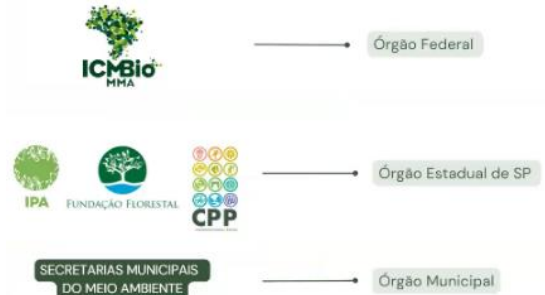 ICMBio
MMA
Órgão Federal
IPA
FUNDAÇÃO FLORESTAL
CPP
Órgão Estadual de SP
SECRETARIAS MUNICIPAIS
DO MEIO AMBIENTE
Órgão Municipal